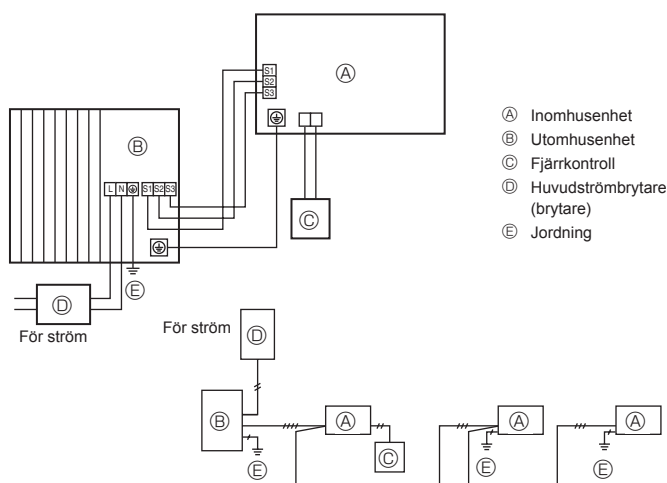 S1
S2
S3
Ⓐ
Ⓑ
L N S1 S2 S3
Ⓒ
Ⓔ
Ⓓ
För ström
Ⓐ Inomhusenhet
Ⓑ Utomhusenhet
Ⓒ Fjärrkontroll
Ⓓ Huvudströmbrytare
(brytare)
Ⓔ Jordning
För ström
Ⓓ
Ⓑ
Ⓐ
Ⓐ
Ⓐ
Ⓒ
Ⓔ
Ⓔ
Ⓔ